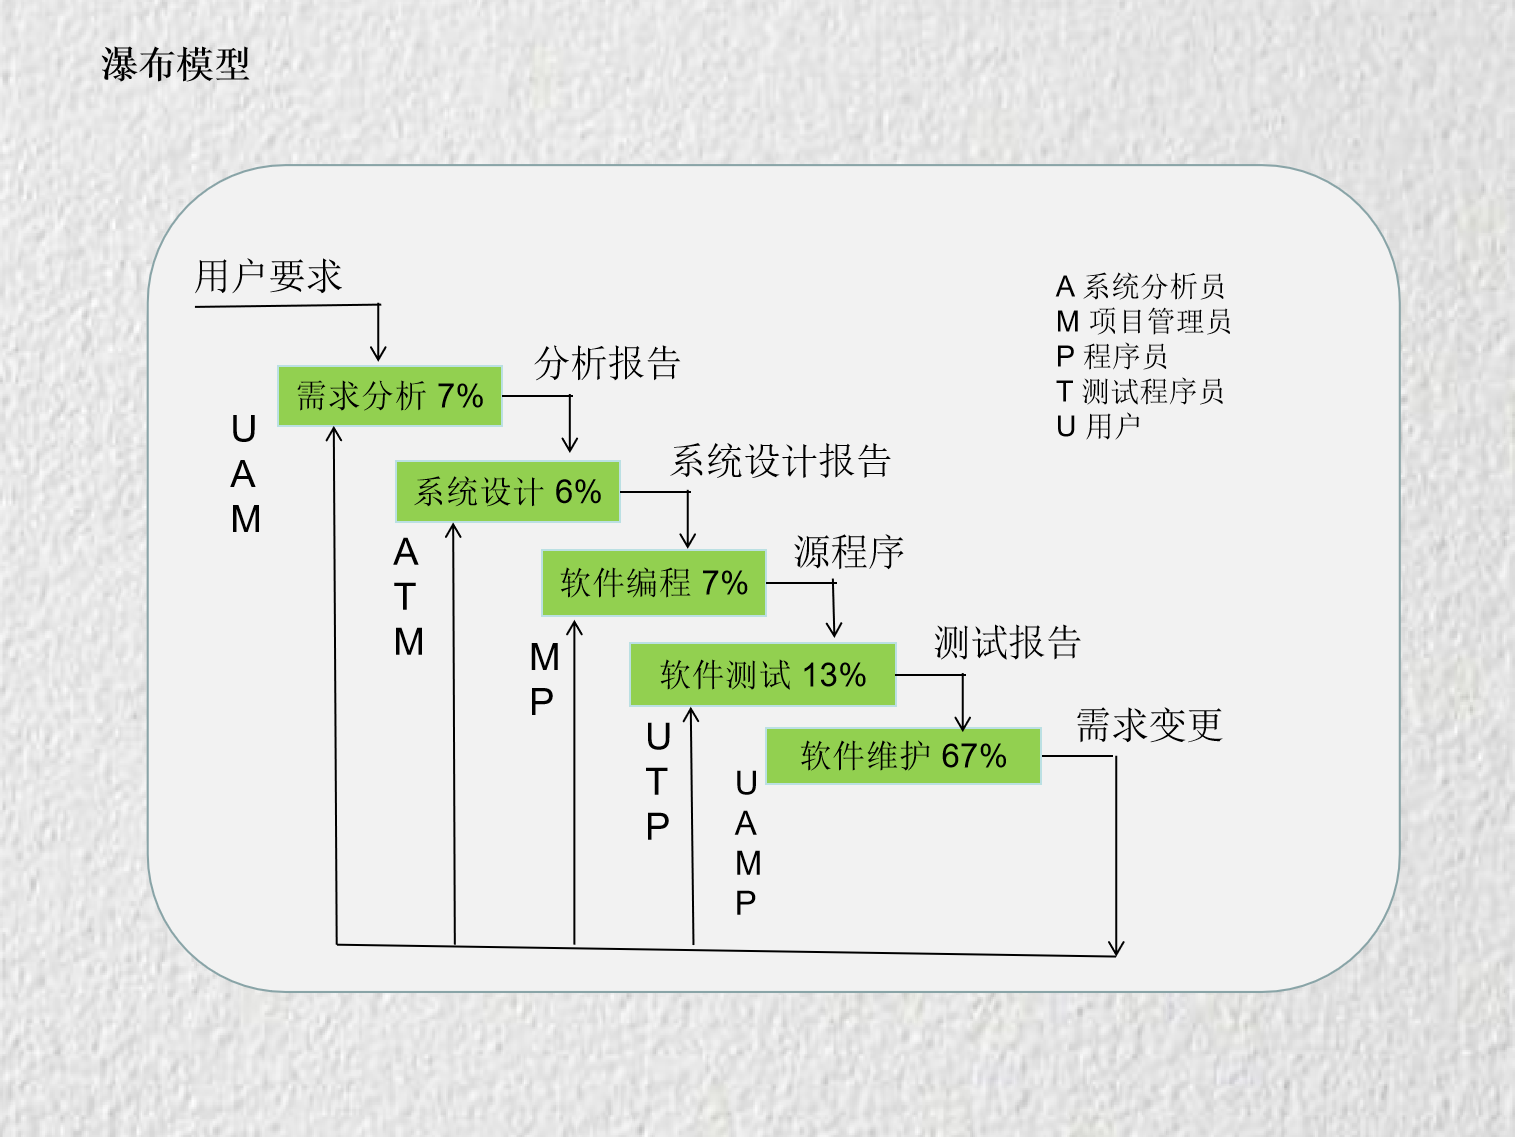 瀑布模型
用户要求
A 系统分析员
M 项目管理员
P 程序员
T 测试程序员
U 用户
分析报告
需求分析 7%
U
A
M
系统设计报告
系统设计 6%
A
T
M
源程序
软件编程 7%
M
P
测试报告
软件测试 13%
U
T
P
需求变更
软件维护 67%
U
A
M
P